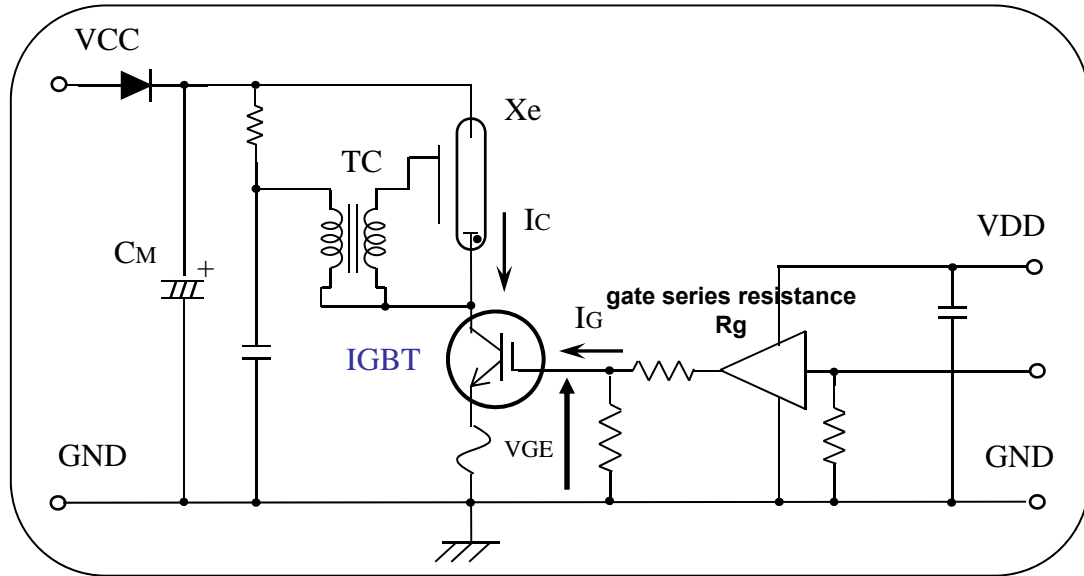 VCC
Xe
TC
IC
VDD
CM
+
gate series resistance
Rg
IG
IGBT
VGE
GND
GND